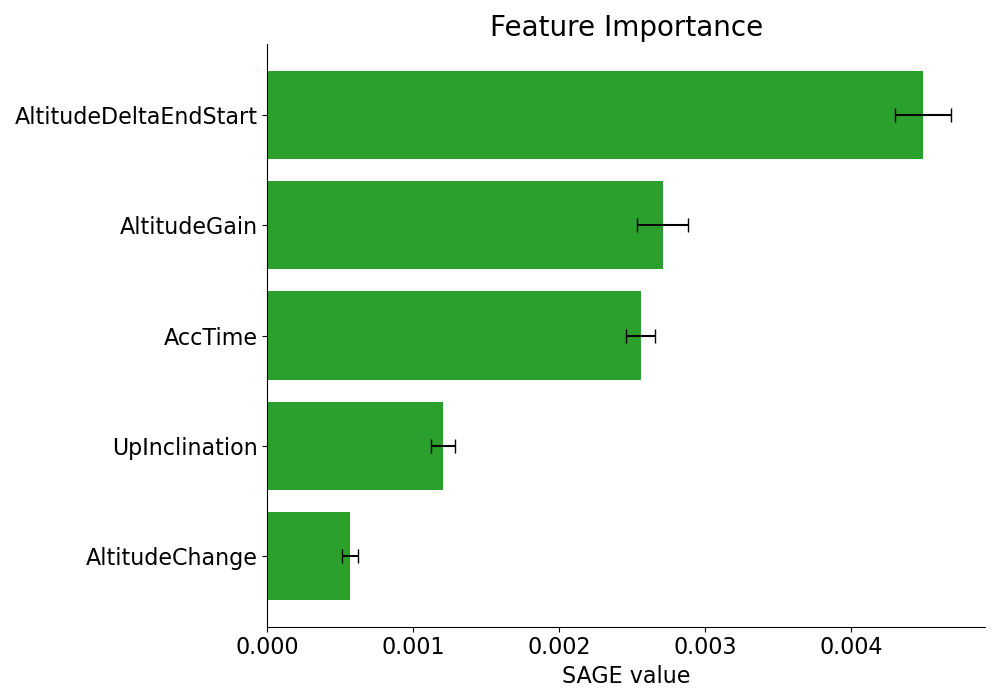 Feature Importance
AltitudeDeltaEndStart
AltitudeGain
AccTime
UpInclination
AltitudeChange
0.000 0.001 0.002 0.003 0.004
SAGE value